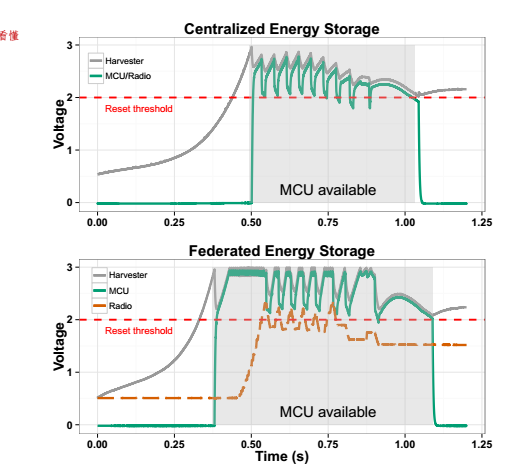 Centralized Energy Storage
看懂
Harvester
MCU/Radio
Reset threshold
MCU available
Voltage
3
2
1
0
0.00 0.25 0.50 0.75 1.00 1.25
Federated Energy Storage
Harvester
MCU
Radio
Reset threshold
MCU available
Voltage
3
2
1
0
0.00 0.25 0.50 0.75 1.00 1.25
Time (s)